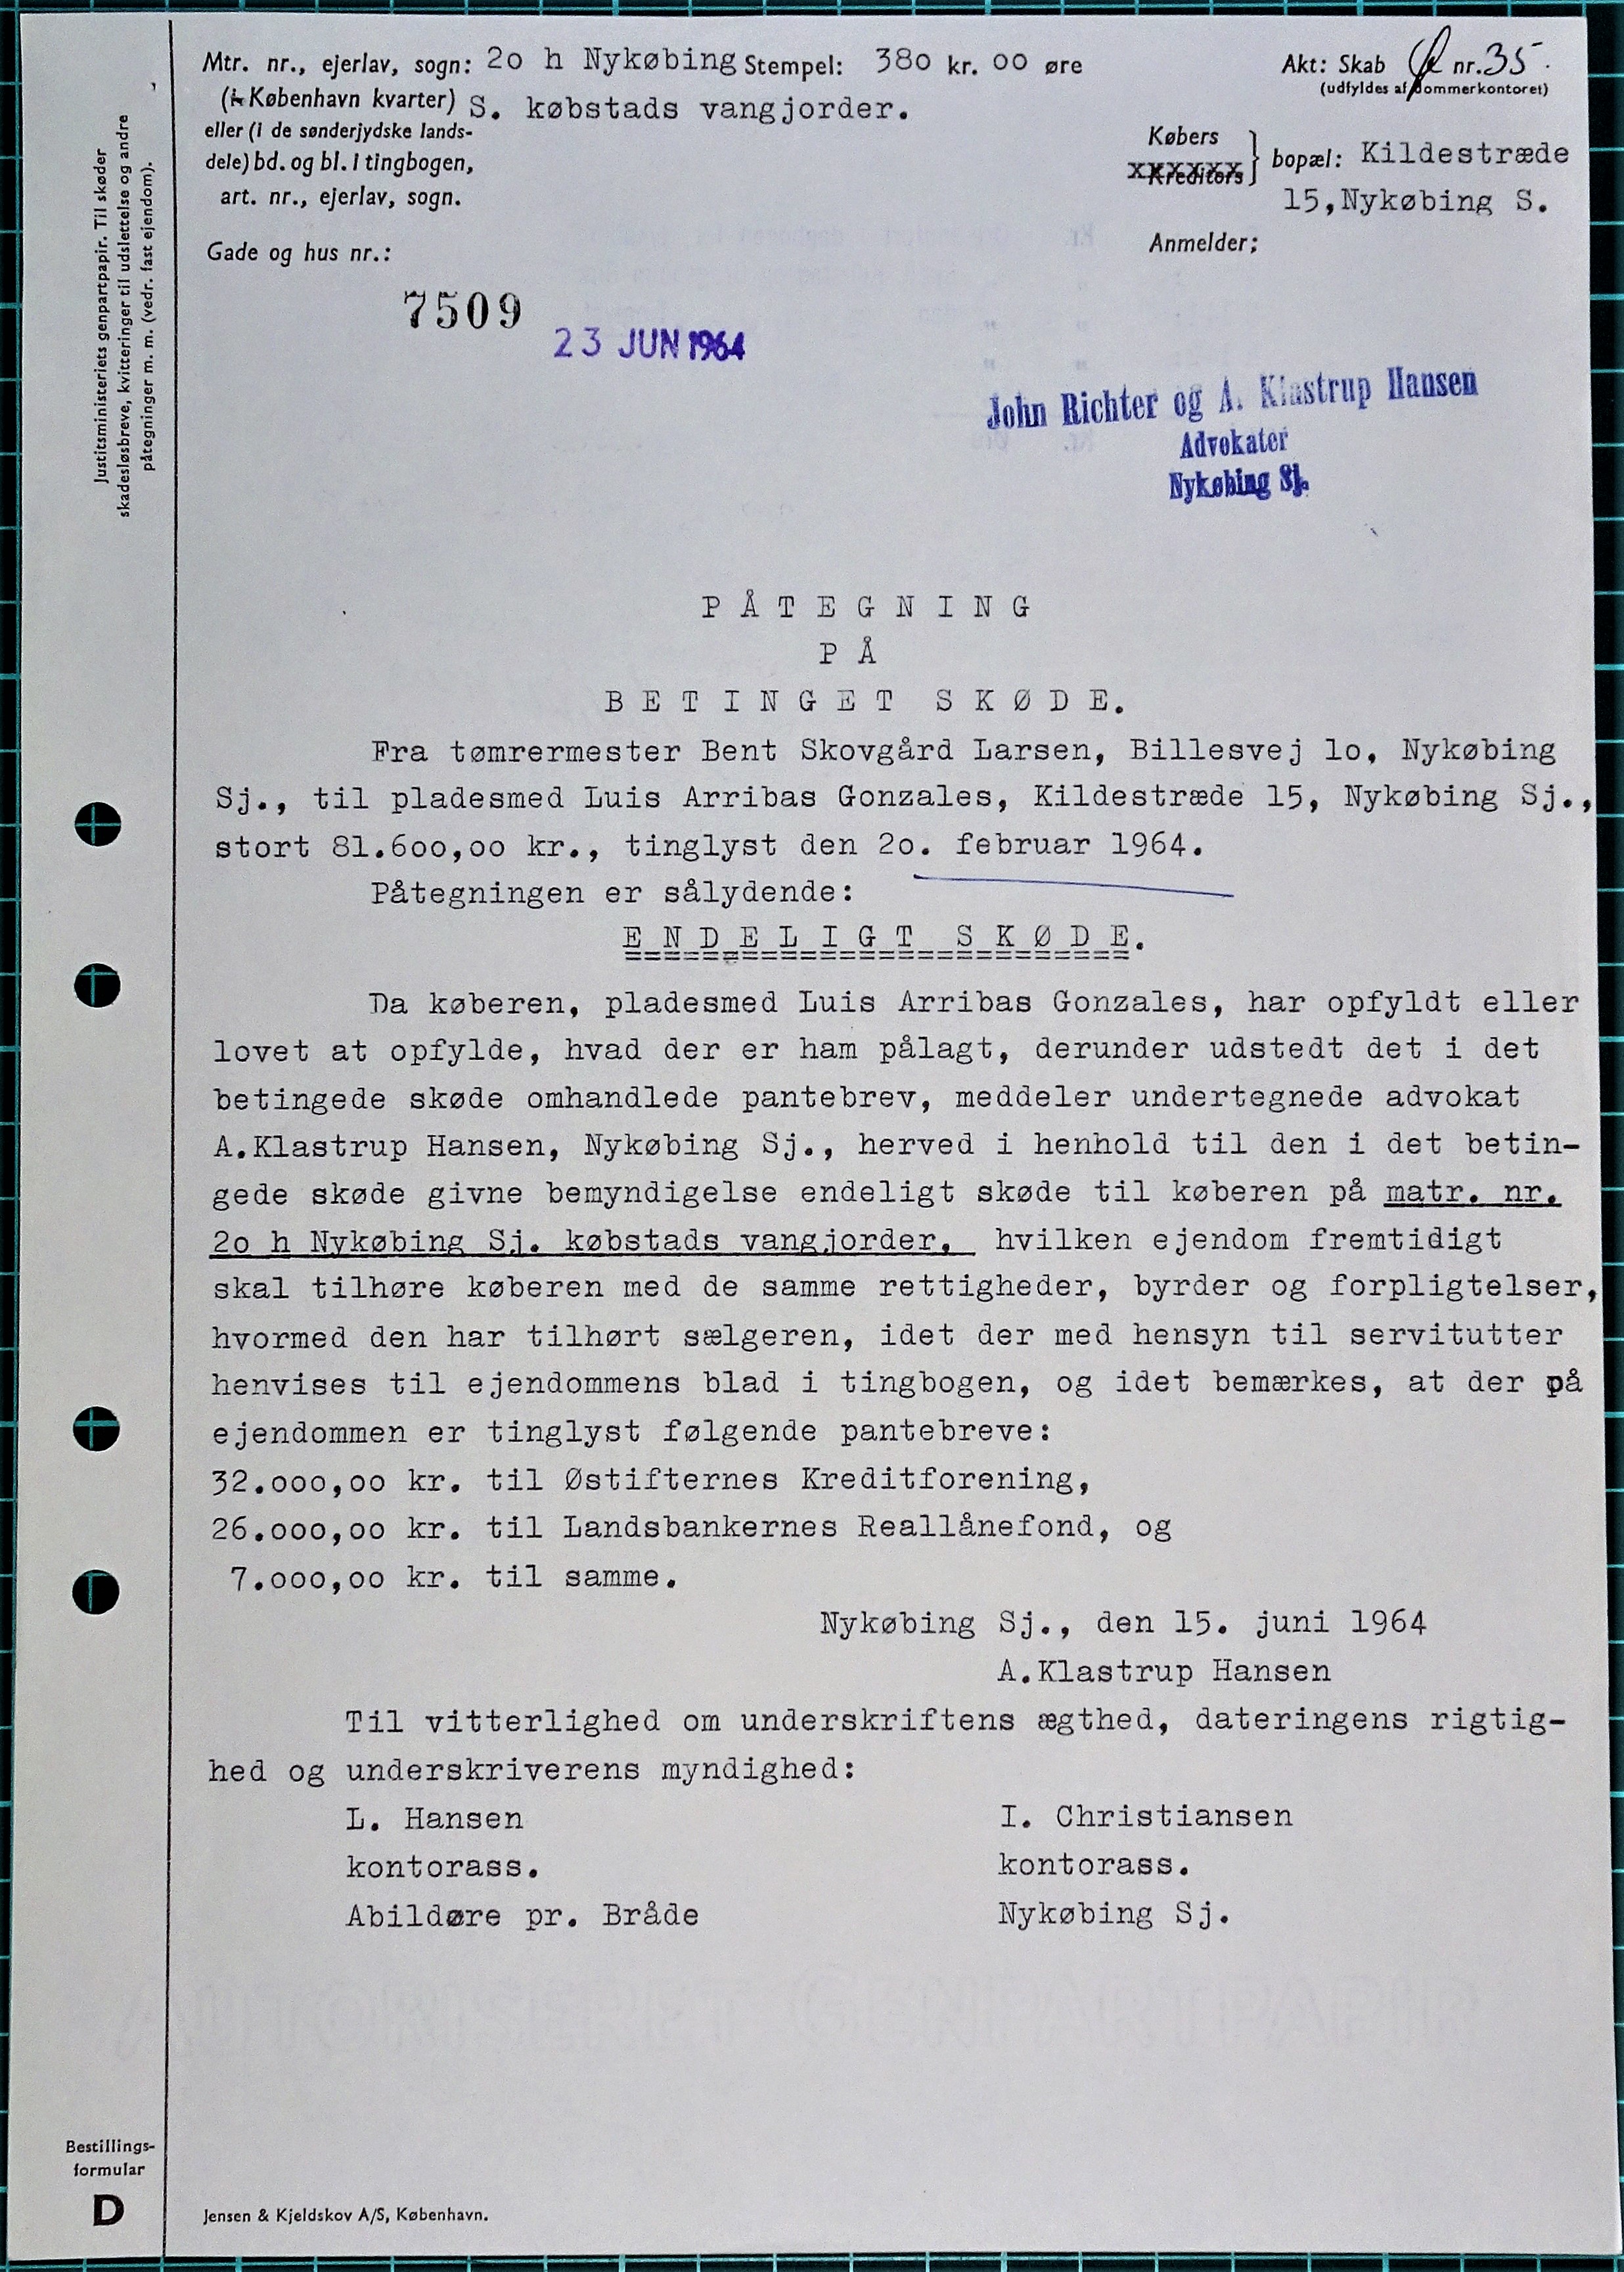 Mtr. nr., ejerlav, sogn: 2o h Nykøbing Stempel: 38o kr. oo øre
(i København kvarter) S. købstads vangjorder.
eller (i de sønderjydske lands-
dele) bd. og bl. i tingbogen,
art. nr., ejerlav, sogn.
Gade og hus nr.:
Akt: Skab nr. 35.
(udfyldes af dommerkontoret)
Købers
Kreditors
bopæl: Kildestræde
15,Nykøbing S.
Anmelder:
7509
23 JUN 1964
John Richter og A. Klastrup Hansen
Advokater
Nykøbing Sj.
Justitsministeriets genpartpapir. Til skøder
skadesløsbreve, kvitteringer til udslettelse og andre
påtegninger m. m. (vedr. fast ejendom).
PÅTEGNING
PÅ
BETINGET SKØDE.
Fra tømrermester Bent Skovgård Larsen, Billesvej lo, Nykøbing
Sj., til pladesmed Luis Arribas Gonzales, Kildestræde 15, Nykøbing Sj.,
stort 81.6oo,oo kr., tinglyst den 2o. februar 1964.
Påtegningen er sålydende:
ENDELIGT SKØDE.
Da køberen, pladesmed Luis Arribas Gonzales, har opfyldt eller
lovet at opfylde, hvad der er ham pålagt, derunder udstedt det i det
betingede skøde omhandlede pantebrev, meddeler undertegnede advokat
A.Klastrup Hansen, Nykøbing Sj., herved i henhold til den i det betin-
gede skøde givne bemyndigelse endeligt skøde til køberen på matr. nr.
2o h Nykøbing Sj. købstads vangjorder, hvilken ejendom fremtidigt
skal tilhøre køberen med de samme rettigheder, byrder og forpligtelser,
hvormed den har tilhørt sælgeren, idet der med hensyn til servitutter
henvises til ejendommens blad i tingbogen, og idet bemærkes, at der på
ejendommen er tinglyst følgende pantebreve:
32.ooo,oo kr. til Østifternes Kreditforening,
26.ooo,oo kr. til Landsbankernes Reallånefond, og
7.ooo,oo kr. til samme.
Nykøbing Sj., den 15. juni 1964
A.Klastrup Hansen
Til vitterlighed om underskriftens ægthed, dateringens rigtig-
hed og underskriverens myndighed:
L. Hansen I. Christiansen
kontorass. kontorass.
Abildøre pr. Bråde Nykøbing Sj.
Bestillings-
formular
D
Jensen & Kjeldskov A/S, København.